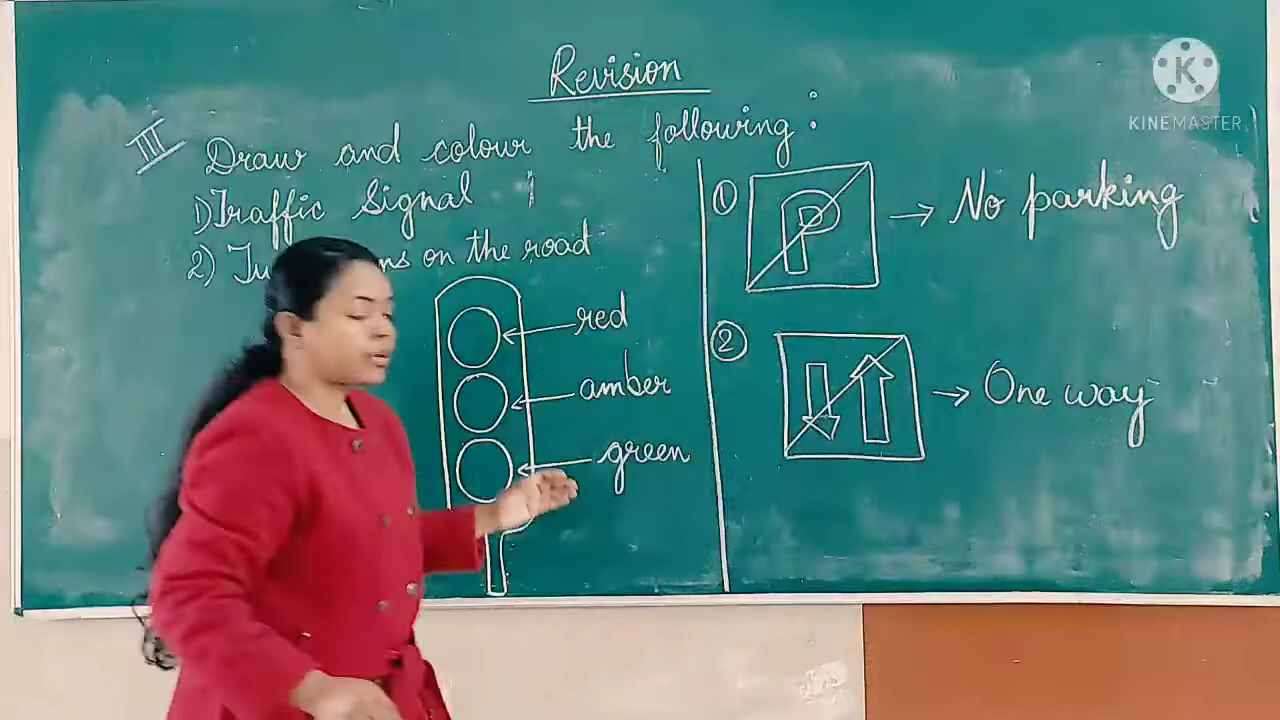 Revision
III Draw and colour the following :
1) Traffic Signal :
2) on the road
red
amber
green
① P → No parking
② → One way
K
KINEMASTER